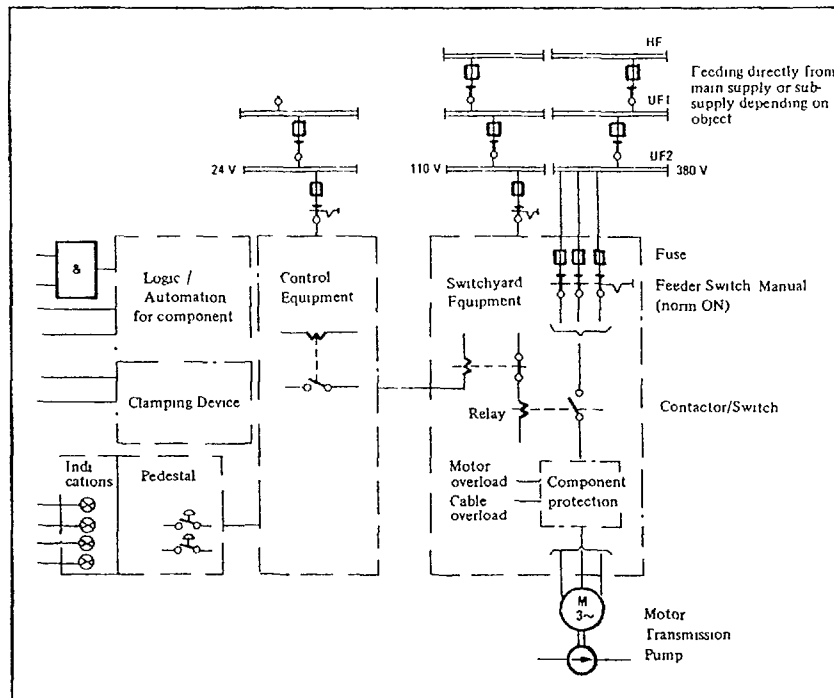 HF
Feeding directly from
main supply or sub-
supply depending on
object
UF1
UF2
24 V
110 V
380 V
&
Logic /
Automation
for component
Control
Equipment
Switchyard
Equipment
Fuse
Feeder Switch Manual
(norm ON)
Clamping Device
Relay
Contactor/Switch
Indi
cations
Pedestal
Motor
overload
Cable
overload
Component
protection
M
3~
Motor
Transmission
Pump